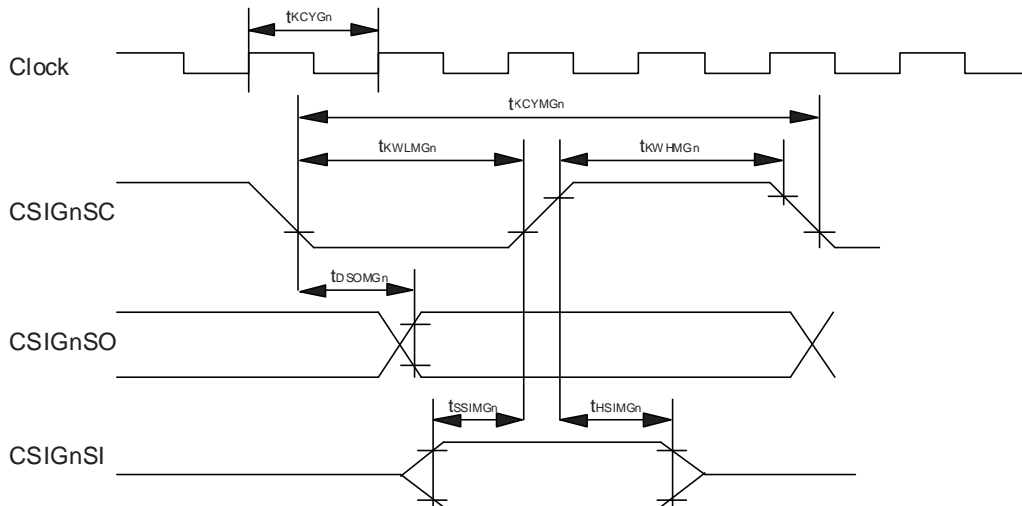 tKCYGn
Clock
tKCYMGn
tKWLMGn
tKWHMGn
CSIGnSC
tDSOMGn
CSIGnSO
tSSIMGn
tHSIMGn
CSIGnSI